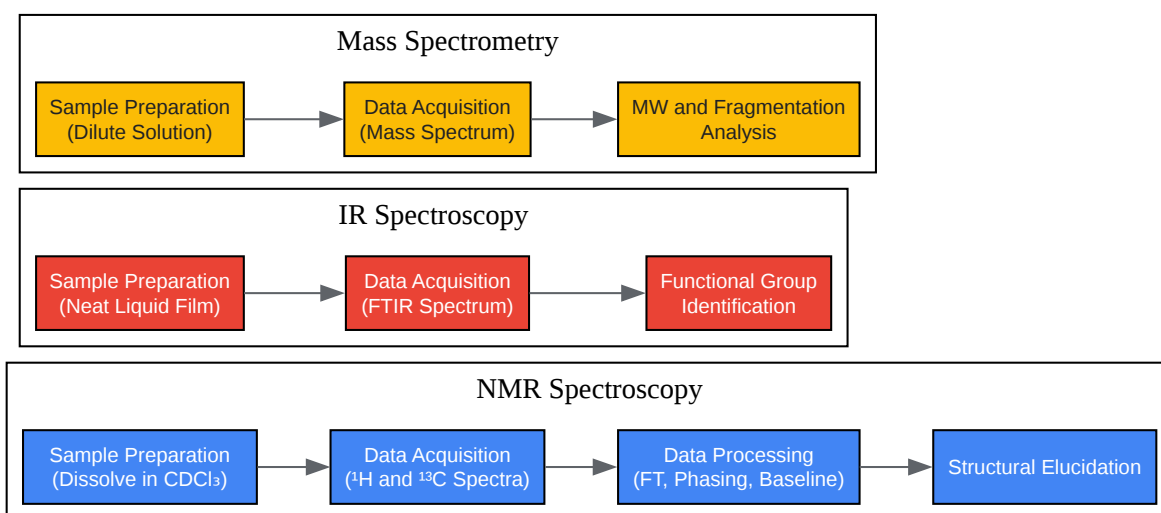 Mass Spectrometry
Sample Preparation
(Dilute Solution)
Data Acquisition
(Mass Spectrum)
MW and Fragmentation
Analysis
IR Spectroscopy
Sample Preparation
(Neat Liquid Film)
Data Acquisition
(FTIR Spectrum)
Functional Group
Identification
NMR Spectroscopy
Sample Preparation
(Dissolve in CDCl₃)
Data Acquisition
(¹H and ¹³C Spectra)
Data Processing
(FT, Phasing, Baseline)
Structural Elucidation